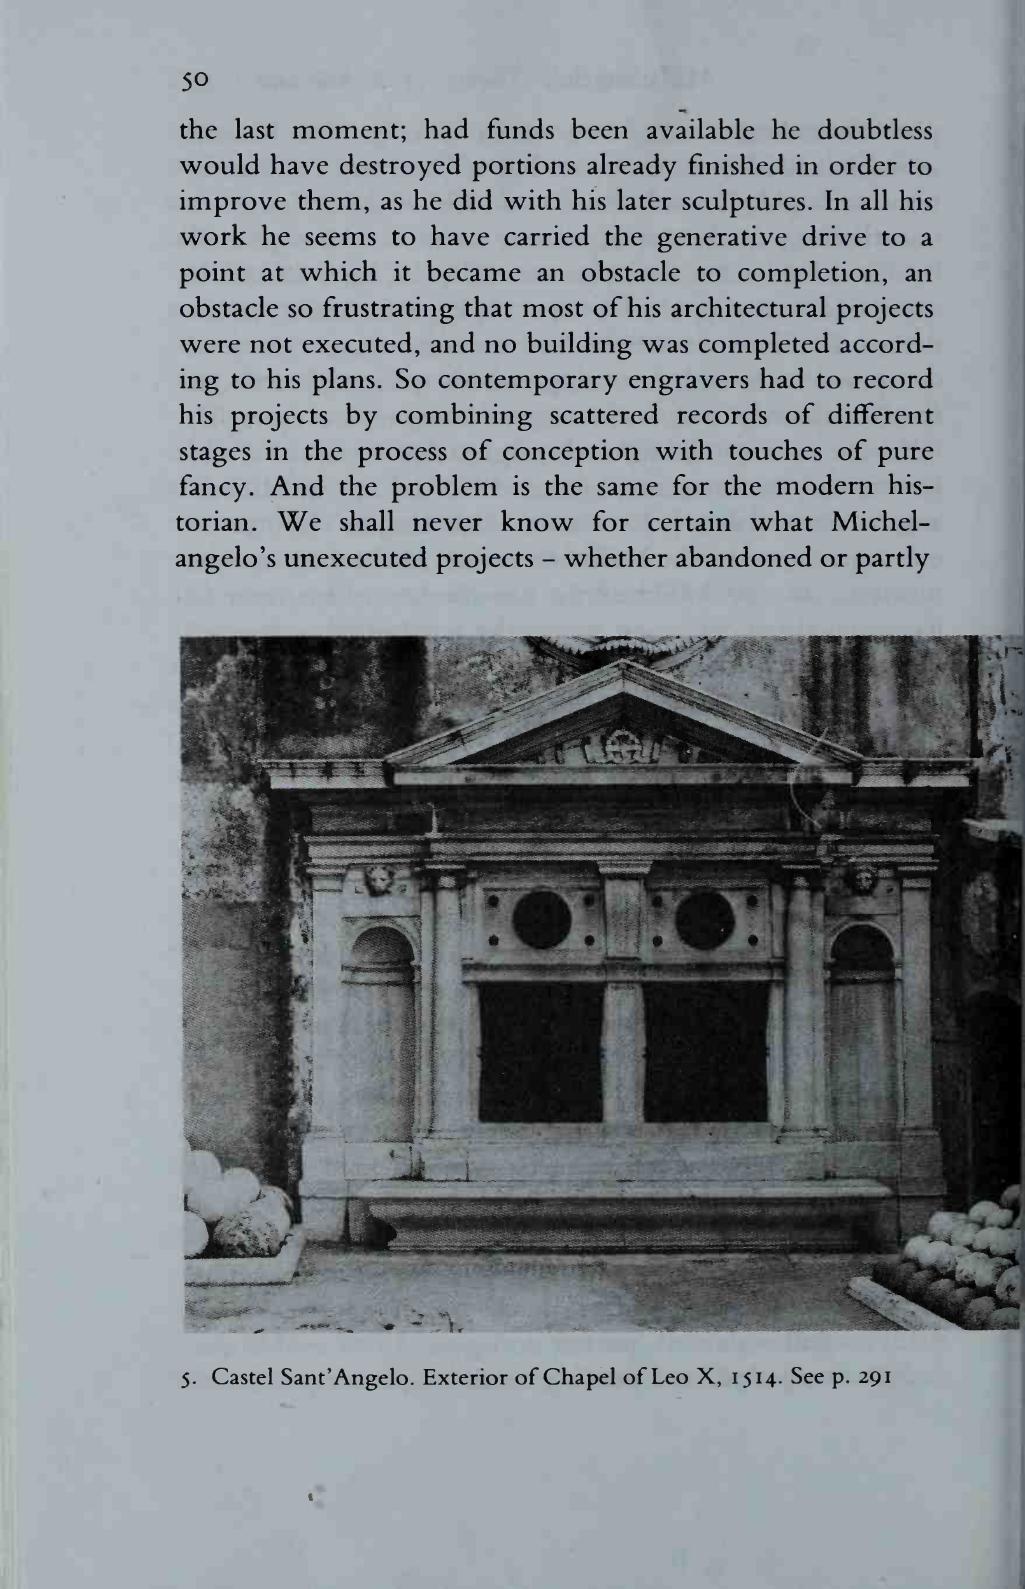 50
the last moment; had funds been available he doubtless
would have destroyed portions already finished in order to
improve them, as he did with his later sculptures. In all his
work he seems to have carried the generative drive to a
point at which it became an obstacle to completion, an
obstacle so frustrating that most of his architectural projects
were not executed, and no building was completed accord-
ing to his plans. So contemporary engravers had to record
his projects by combining scattered records of different
stages in the process of conception with touches of pure
fancy. And the problem is the same for the modern his-
torian. We shall never know for certain what Michel-
angelo's unexecuted projects – whether abandoned or partly
5. Castel Sant'Angelo. Exterior of Chapel of Leo X, 1514. See p. 291